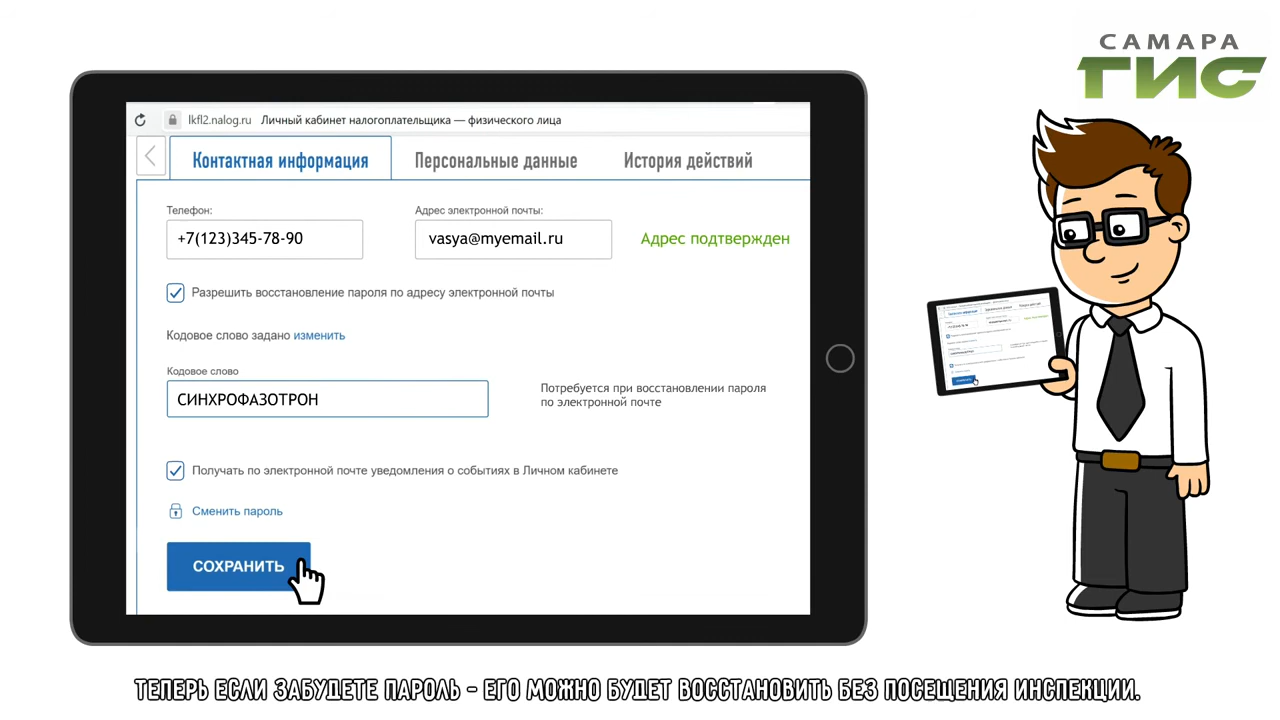 САМАРА
ГИС
lkfl2.nalog.ru Личный кабинет налогоплательщика — физического лица
Контактная информация Персональные данные История действий
Телефон: Адрес электронной почты:
+7(123)345-78-90 vasya@myemail.ru Адрес подтвержден
Разрешить восстановление пароля по адресу электронной почты
Кодовое слово задано изменить
Кодовое слово
СИНХРОФАЗОТРОН
Потребуется при восстановлении пароля
по электронной почте
Получать по электронной почте уведомления о событиях в Личном кабинете
Сменить пароль
СОХРАНИТЬ
ТЕПЕРЬ ЕСЛИ ЗАБУДЕТЕ ПАРОЛЬ - ЕГО МОЖНО БУДЕТ ВОССТАНОВИТЬ БЕЗ ПОСЕЩЕНИЯ ИНСПЕКЦИИ.